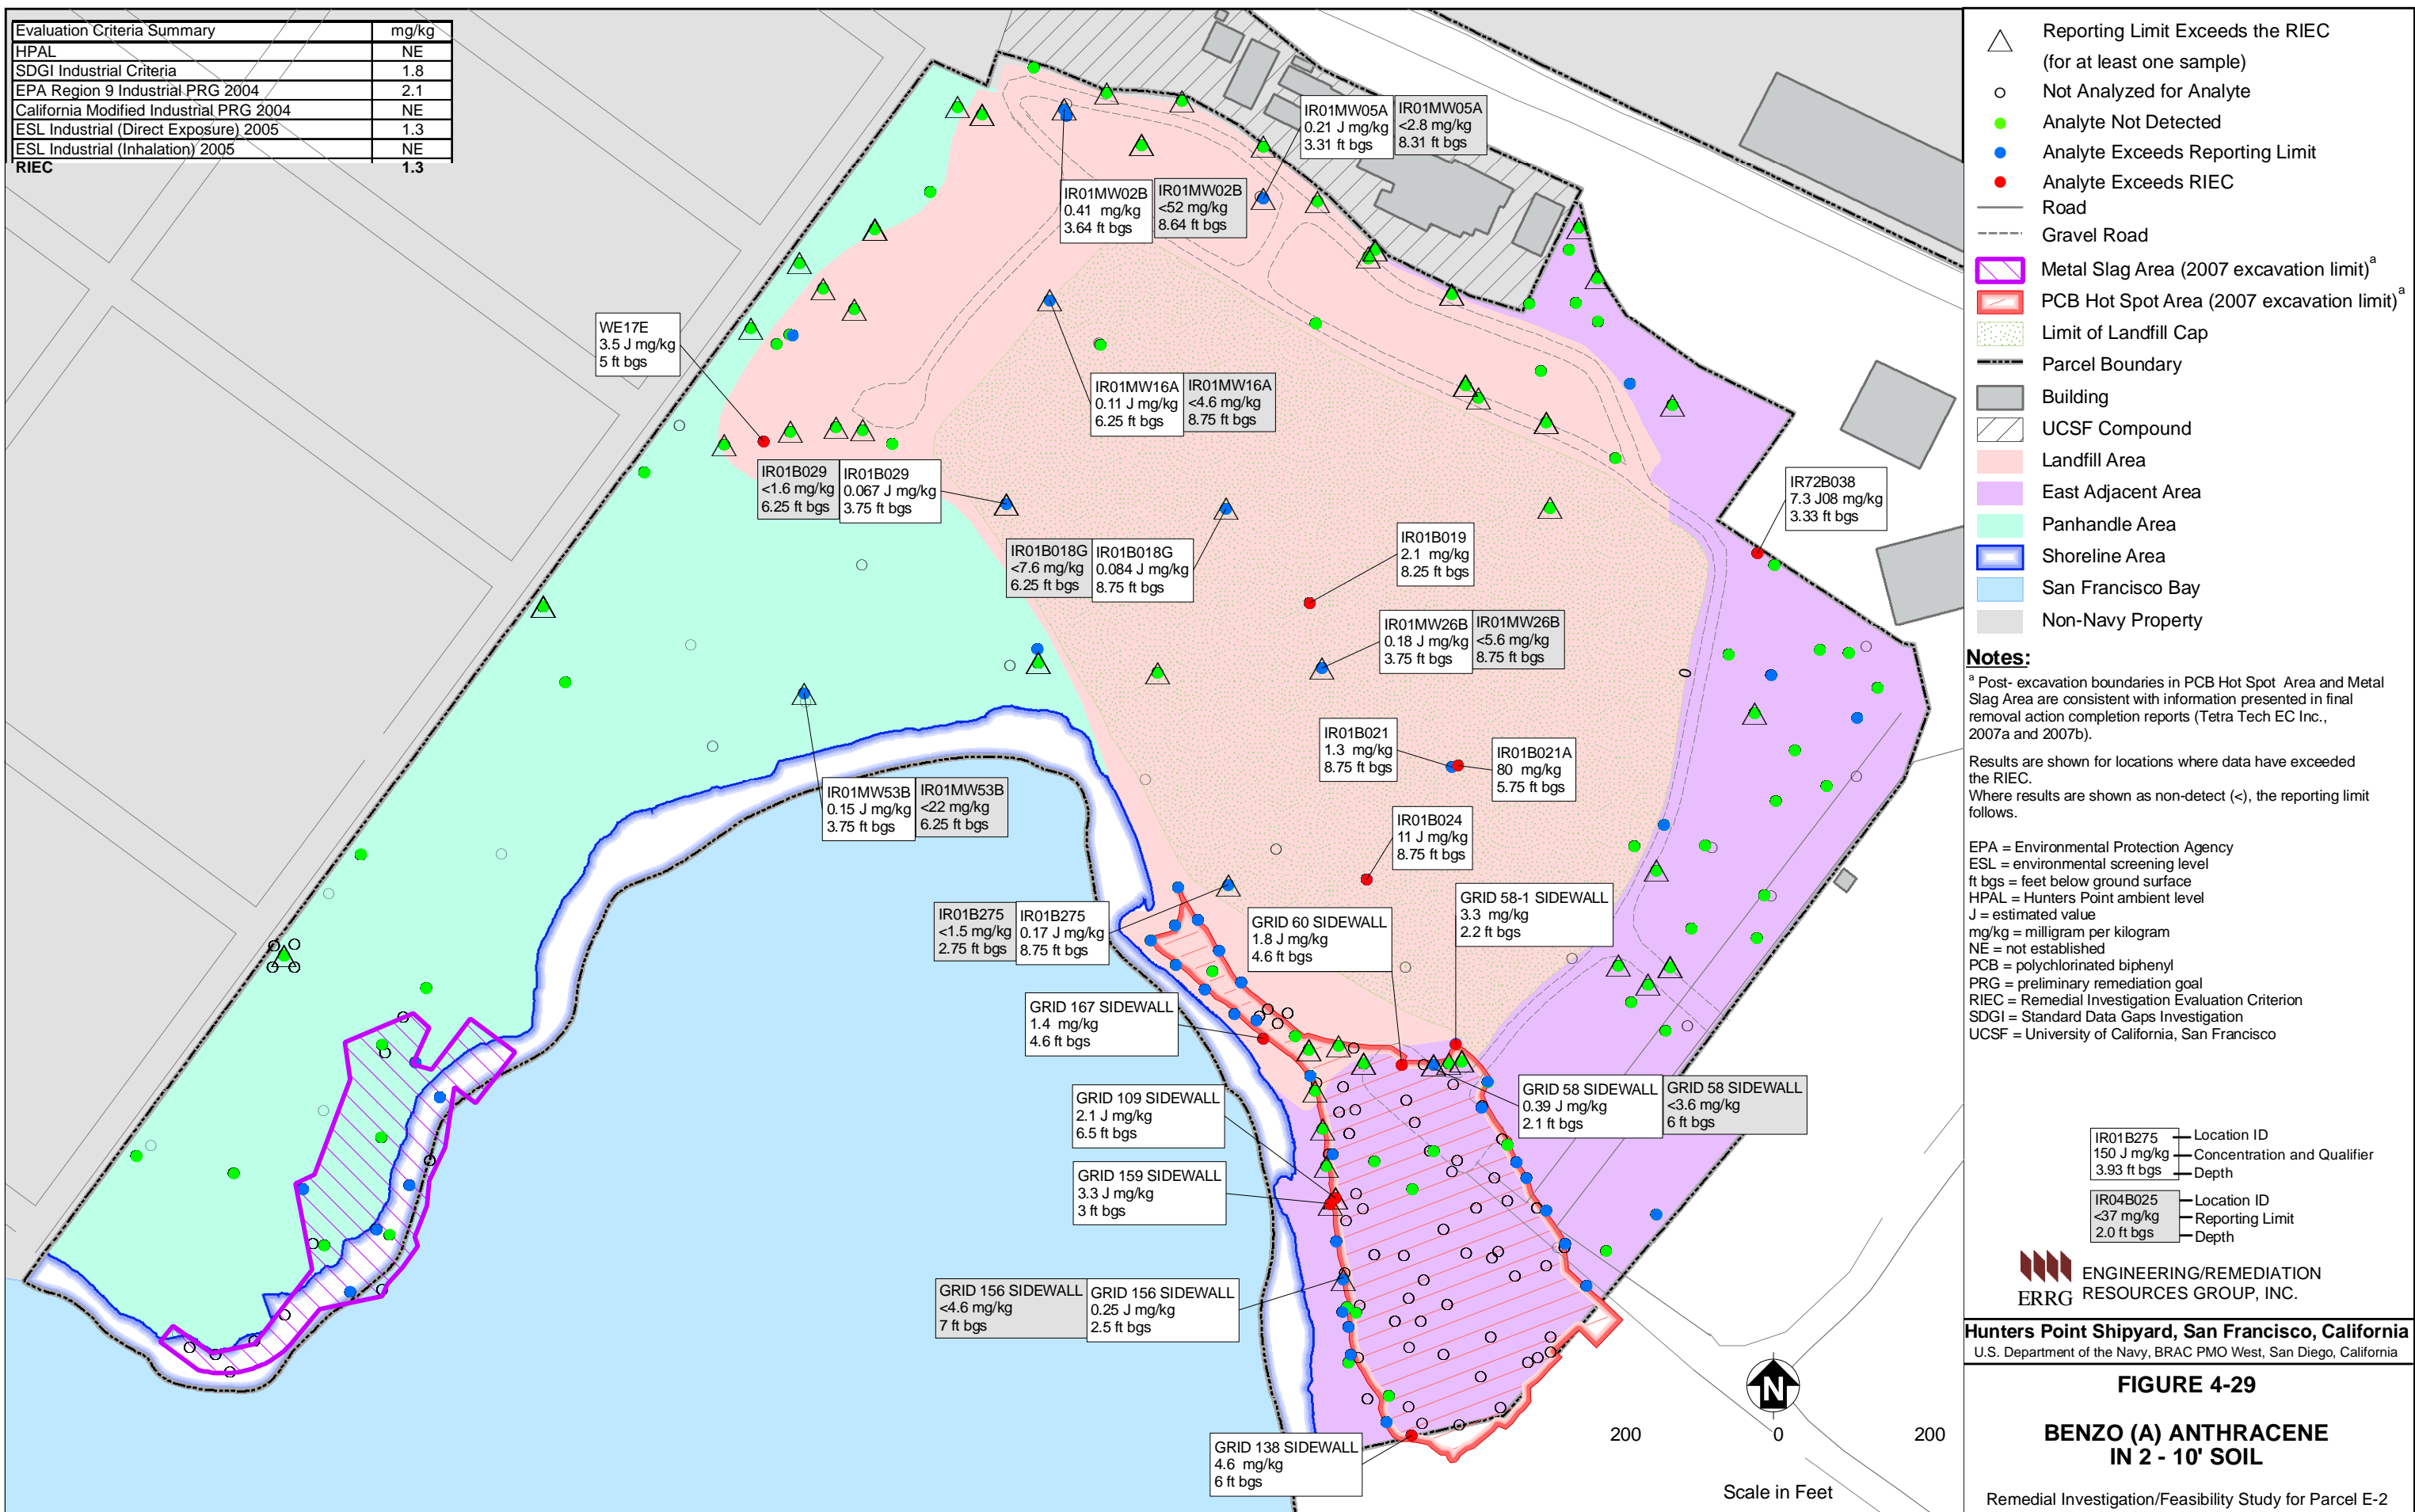 Evaluation Criteria Summary mg/kg
HPAL NE
SDGI Industrial Criteria 1.8
EPA Region 9 Industrial PRG 2004 2.1
California Modified Industrial PRG 2004 NE
ESL Industrial (Direct Exposure) 2005 1.3
ESL Industrial (Inhalation) 2005 NE
RIEC 1.3
IR01MW05A
0.21 J mg/kg
3.31 ft bgs
IR01MW05A
<2.8 mg/kg
8.31 ft bgs
IR01MW02B
0.41 mg/kg
3.64 ft bgs
IR01MW02B
<52 mg/kg
8.64 ft bgs
WE17E
3.5 J mg/kg
5 ft bgs
IR01MW16A
0.11 J mg/kg
6.25 ft bgs
IR01MW16A
<4.6 mg/kg
8.75 ft bgs
IR01B029
<1.6 mg/kg
6.25 ft bgs
IR01B029
0.067 J mg/kg
3.75 ft bgs
IR72B038
7.3 J08 mg/kg
3.33 ft bgs
IR01B018G
<7.6 mg/kg
6.25 ft bgs
IR01B018G
0.084 J mg/kg
8.75 ft bgs
IR01B019
2.1 mg/kg
8.25 ft bgs
IR01MW26B
0.18 J mg/kg
3.75 ft bgs
IR01MW26B
<5.6 mg/kg
8.75 ft bgs
0
IR01B021
1.3 mg/kg
8.75 ft bgs
IR01B021A
80 mg/kg
5.75 ft bgs
IR01MW53B
0.15 J mg/kg
3.75 ft bgs
IR01MW53B
<22 mg/kg
6.25 ft bgs
IR01B024
11 J mg/kg
8.75 ft bgs
IR01B275
<1.5 mg/kg
2.75 ft bgs
IR01B275
0.17 J mg/kg
8.75 ft bgs
GRID 60 SIDEWALL
1.8 J mg/kg
4.6 ft bgs
GRID 58-1 SIDEWALL
3.3 mg/kg
2.2 ft bgs
GRID 167 SIDEWALL
1.4 mg/kg
4.6 ft bgs
GRID 109 SIDEWALL
2.1 J mg/kg
6.5 ft bgs
GRID 58 SIDEWALL
0.39 J mg/kg
2.1 ft bgs
GRID 58 SIDEWALL
<3.6 mg/kg
6 ft bgs
GRID 159 SIDEWALL
3.3 J mg/kg
3 ft bgs
GRID 156 SIDEWALL
<4.6 mg/kg
7 ft bgs
GRID 156 SIDEWALL
0.25 J mg/kg
2.5 ft bgs
GRID 138 SIDEWALL
4.6 mg/kg
6 ft bgs
N
200 0 200
Scale in Feet
Reporting Limit Exceeds the RIEC
(for at least one sample)
Not Analyzed for Analyte
Analyte Not Detected
Analyte Exceeds Reporting Limit
Analyte Exceeds RIEC
Road
Gravel Road
Metal Slag Area (2007 excavation limit)a
PCB Hot Spot Area (2007 excavation limit)a
Limit of Landfill Cap
Parcel Boundary
Building
UCSF Compound
Landfill Area
East Adjacent Area
Panhandle Area
Shoreline Area
San Francisco Bay
Non-Navy Property
Notes:
a Post- excavation boundaries in PCB Hot Spot Area and Metal
Slag Area are consistent with information presented in final
removal action completion reports (Tetra Tech EC Inc.,
2007a and 2007b).
Results are shown for locations where data have exceeded
the RIEC.
Where results are shown as non-detect (<), the reporting limit
follows.
EPA = Environmental Protection Agency
ESL = environmental screening level
ft bgs = feet below ground surface
HPAL = Hunters Point ambient level
J = estimated value
mg/kg = milligram per kilogram
NE = not established
PCB = polychlorinated biphenyl
PRG = preliminary remediation goal
RIEC = Remedial Investigation Evaluation Criterion
SDGI = Standard Data Gaps Investigation
UCSF = University of California, San Francisco
IR01B275 Location ID
150 J mg/kg Concentration and Qualifier
3.93 ft bgs Depth
IR04B025 Location ID
<37 mg/kg Reporting Limit
2.0 ft bgs Depth
ERRG
ENGINEERING/REMEDIATION
RESOURCES GROUP, INC.
Hunters Point Shipyard, San Francisco, California
U.S. Department of the Navy, BRAC PMO West, San Diego, California
FIGURE 4-29
BENZO (A) ANTHRACENE
IN 2 - 10' SOIL
Remedial Investigation/Feasibility Study for Parcel E-2